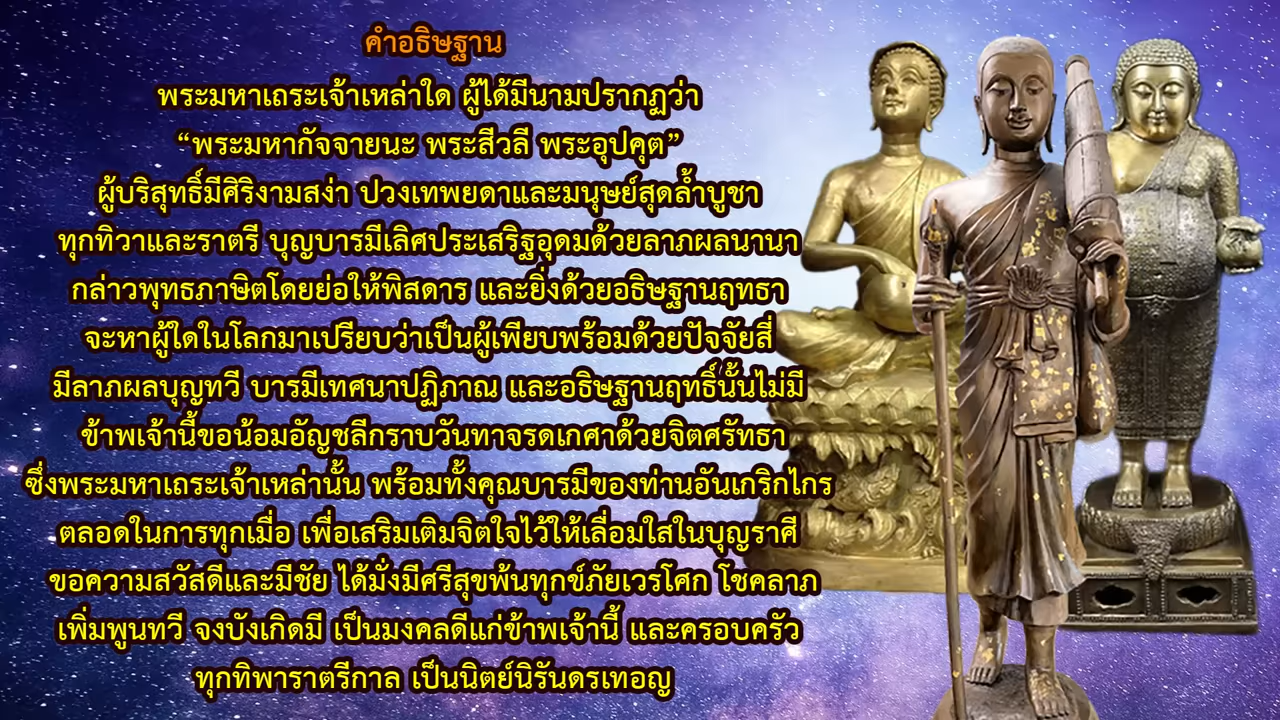 คำอธิษฐาน
พระมหาเถระเจ้าเหล่าใด ผู้ได้มีนามปรากฏว่า
“พระมหากัจจายนะ พระสีวลี พระอุปคุต”
ผู้บริสุทธิ์มีศิริงามสง่า ปวงเทพยดาและมนุษย์สุดล้ำบูชา
ทุกทิวาและราตรี บุญบารมีเลิศประเสริฐอุดมด้วยลาภผลนานา
กล่าวพุทธภาษิตโดยย่อให้พิสดาร และยิ่งด้วยอธิษฐานฤทธา
จะหาผู้ใดในโลกมาเปรียบว่าเป็นผู้เพียบพร้อมด้วยปัจจัยสี่
มีลาภผลบุญทวี บารมีเทศนาปฏิภาณ และอธิษฐานฤทธิ์นั้นไม่มี
ข้าพเจ้านี้ขอน้อมอัญชลีกราบวันทาจรดเกศาด้วยจิตศรัทธา
ซึ่งพระมหาเถระเจ้าเหล่านั้น พร้อมทั้งคุณบารมีของท่านอันเกริกไกร
ตลอดในการทุกเมื่อ เพื่อเสริมเติมจิตใจไว้ให้เลื่อมใสในบุญราศี
ขอความสวัสดีและมีชัย ได้มั่งมีศรีสุขพ้นทุกข์ภัยเวรโศก โชคลาภ
เพิ่มพูนทวี จงบังเกิดมี เป็นมงคลดีแก่ข้าพเจ้านี้ และครอบครัว
ทุกทิพาราตรีกาล เป็นนิตย์นิรันดรเทอญ